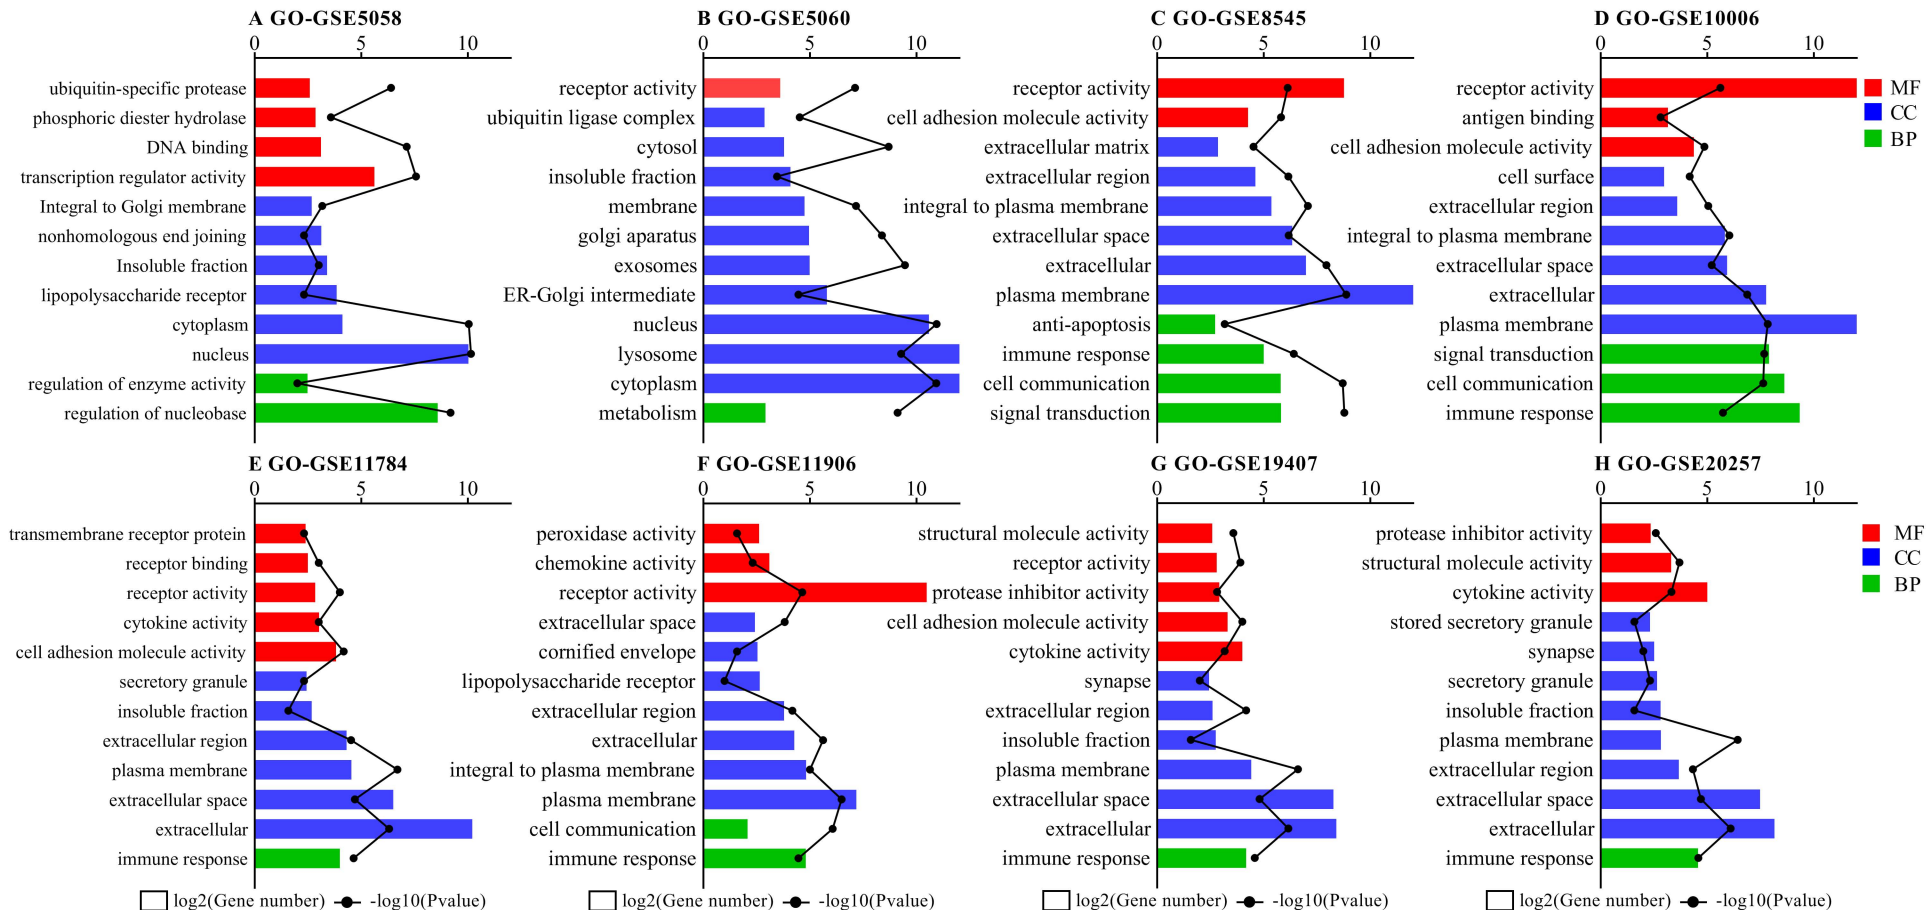 A GO-GSE5058
0 5 10
ubiquitin-specific protease
phosphoric diester hydrolase
DNA binding
transcription regulator activity
Integral to Golgi membrane
nonhomologous end joining
Insoluble fraction
lipopolysaccharide receptor
cytoplasm
nucleus
regulation of enzyme activity
regulation of nucleobase
B GO-GSE5060
0 5 10
receptor activity
ubiquitin ligase complex
cytosol
insoluble fraction
membrane
golgi aparatus
exosomes
ER-Golgi intermediate
nucleus
lysosome
cytoplasm
metabolism
C GO-GSE8545
0 5 10
receptor activity
cell adhesion molecule activity
extracellular matrix
extracellular region
integral to plasma membrane
extracellular space
extracellular
plasma membrane
anti-apoptosis
immune response
cell communication
signal transduction
D GO-GSE10006
0 5 10
receptor activity
antigen binding
cell adhesion molecule activity
cell surface
extracellular region
integral to plasma membrane
extracellular space
extracellular
plasma membrane
signal transduction
cell communication
immune response
MF
CC
BP
E GO-GSE11784
0 5 10
transmembrane receptor protein
receptor binding
receptor activity
cytokine activity
cell adhesion molecule activity
secretory granule
insoluble fraction
extracellular region
plasma membrane
extracellular space
extracellular
immune response
log2(Gene number) -log10(Pvalue)
F GO-GSE11906
0 5 10
peroxidase activity
chemokine activity
receptor activity
extracellular space
cornified envelope
lipopolysaccharide receptor
extracellular region
extracellular
integral to plasma membrane
plasma membrane
cell communication
immune response
log2(Gene number) -log10(Pvalue)
G GO-GSE19407
0 5 10
structural molecule activity
receptor activity
protease inhibitor activity
cell adhesion molecule activity
cytokine activity
synapse
extracellular region
insoluble fraction
plasma membrane
extracellular space
extracellular
immune response
log2(Gene number) -log10(Pvalue)
H GO-GSE20257
0 5 10
protease inhibitor activity
structural molecule activity
cytokine activity
stored secretory granule
synapse
secretory granule
insoluble fraction
plasma membrane
extracellular region
extracellular space
extracellular
immune response
log2(Gene number) -log10(Pvalue)
MF
CC
BP